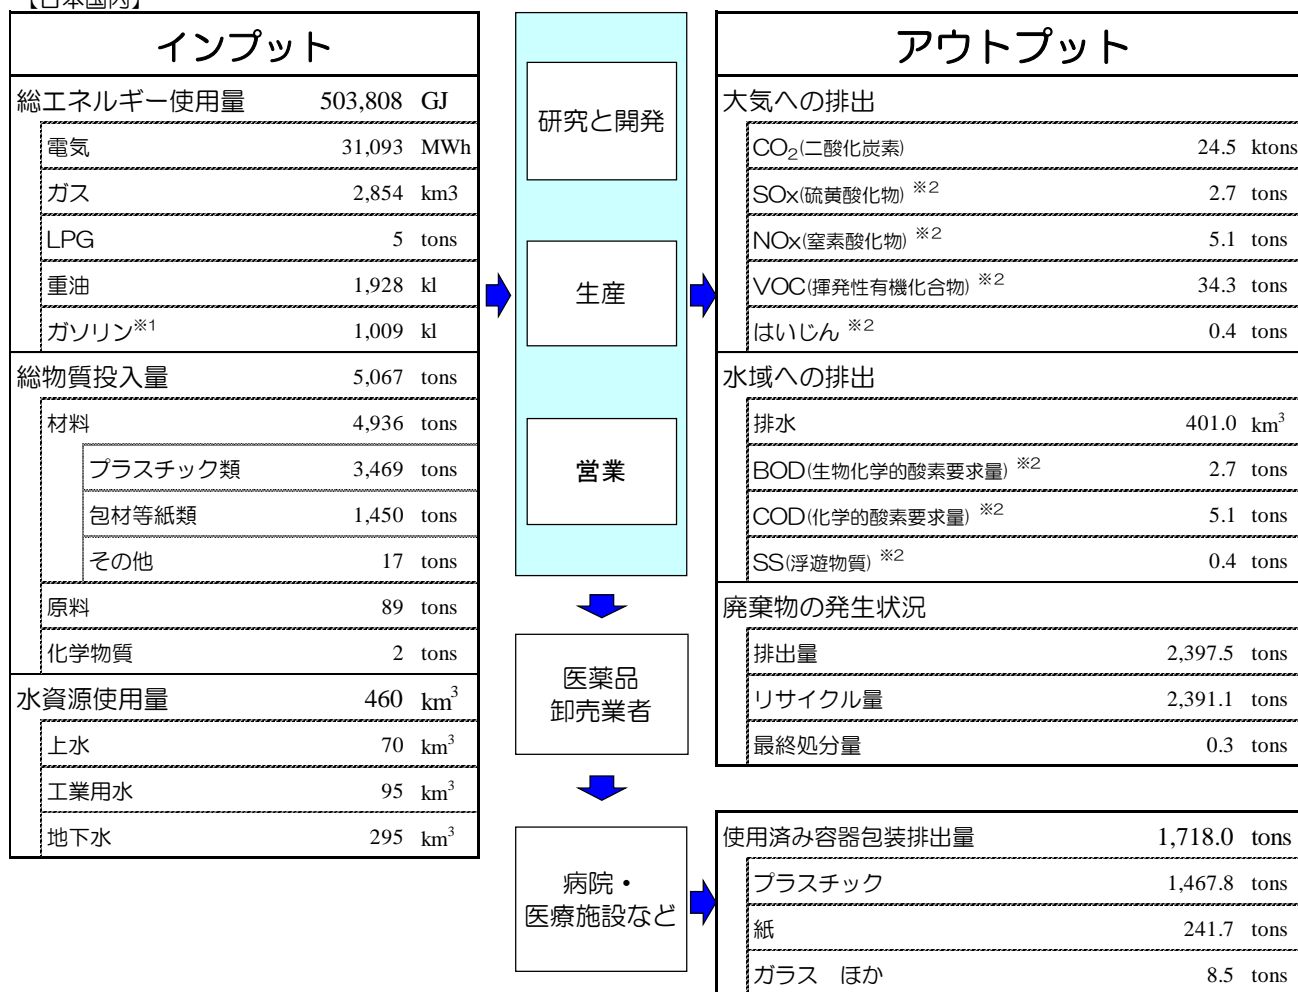 【日本国内】
インプット
総エネルギー使用量 503,808 GJ
電気 31,093 MWh
ガス 2,854 km3
LPG 5 tons
重油 1,928 kl
ガソリン※1 1,009 kl
総物質投入量 5,067 tons
材料 4,936 tons
プラスチック類 3,469 tons
包材等紙類 1,450 tons
その他 17 tons
原料 89 tons
化学物質 2 tons
水資源使用量 460 km³
上水 70 km³
工業用水 95 km³
地下水 295 km³
研究と開発
生産
営業
医薬品
卸売業者
病院・
医療施設など
アウトプット
大気への排出
CO₂(二酸化炭素) 24.5 ktons
SOx(硫黄酸化物) ※2 2.7 tons
NOx(窒素酸化物) ※2 5.1 tons
VOC(揮発性有機化合物) ※2 34.3 tons
ばいじん ※2 0.4 tons
水域への排出
排水 401.0 km³
BOD(生物化学的酸素要求量) ※2 2.7 tons
COD(化学的酸素要求量) ※2 5.1 tons
SS(浮遊物質) ※2 0.4 tons
廃棄物の発生状況
排出量 2,397.5 tons
リサイクル量 2,391.1 tons
最終処分量 0.3 tons
使用済み容器包装排出量 1,718.0 tons
プラスチック 1,467.8 tons
紙 241.7 tons
ガラス　ほか 8.5 tons